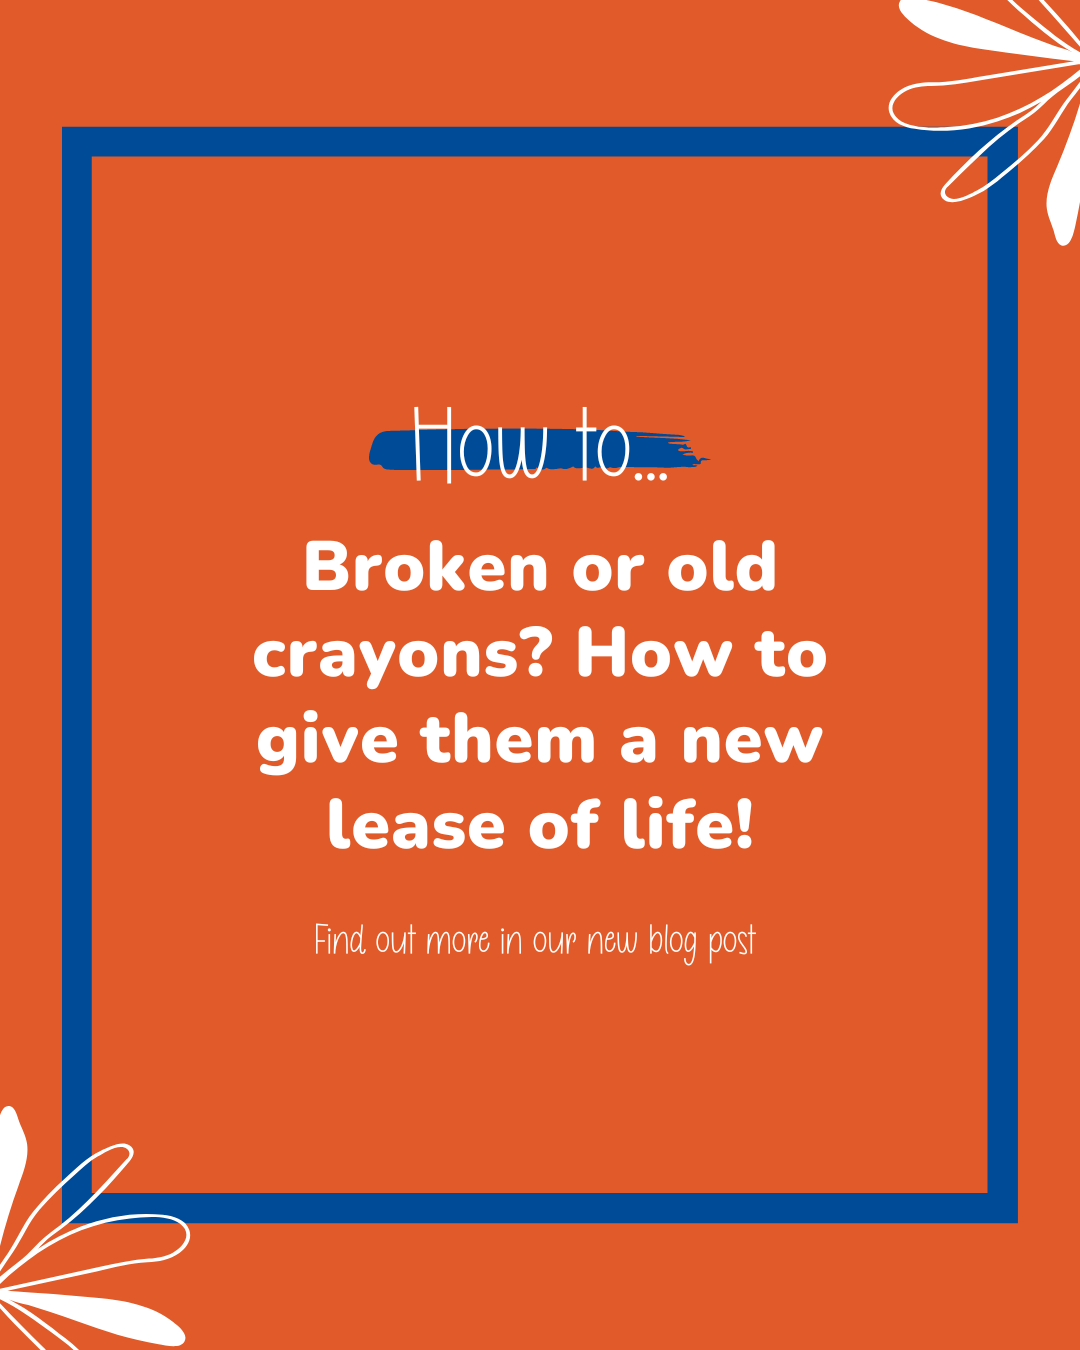 How to...
Broken or old
crayons? How to
give them a new
lease of life!
Find out more in our new blog post